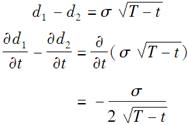 d₁ − d₂ = σ √(T − t)
∂d₁/∂t − ∂d₂/∂t = ∂/∂t (σ √(T − t))
= − σ / (2 √(T − t))